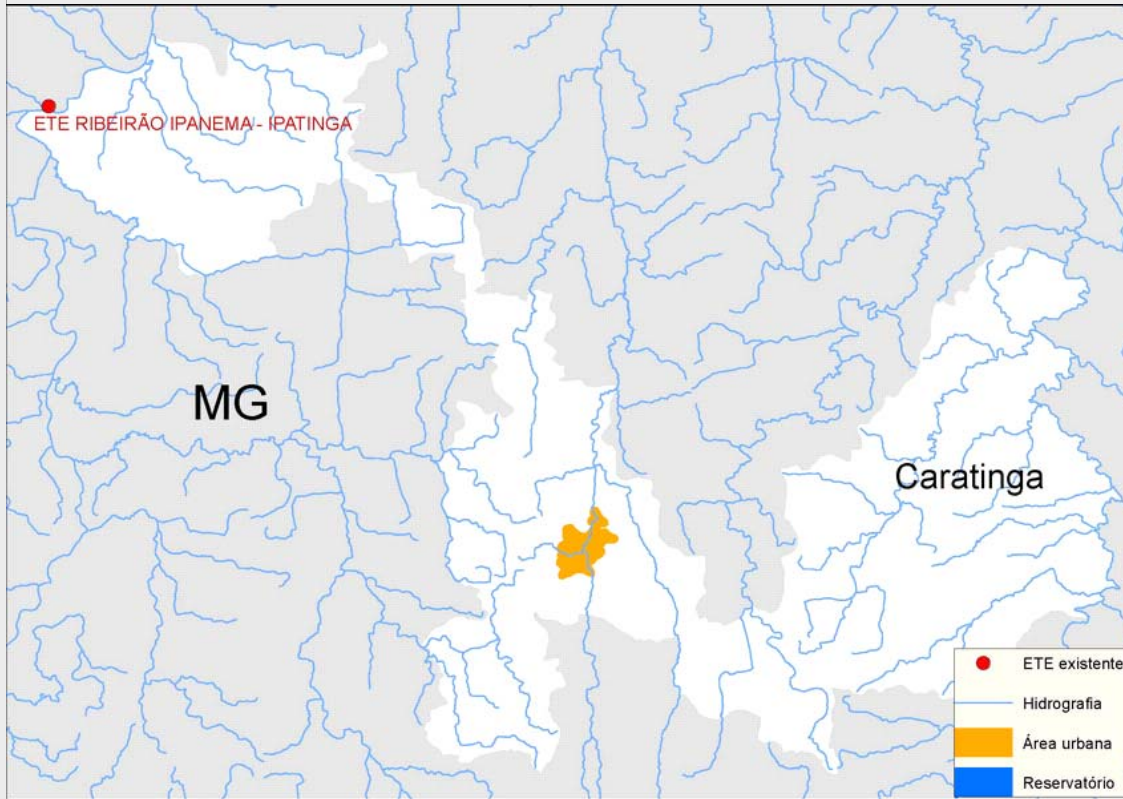 ETE RIBEIRÃO IPANEMA - IPATINGA
MG
Caratinga
ETE existente
Hidrografia
Área urbana
Reservatório